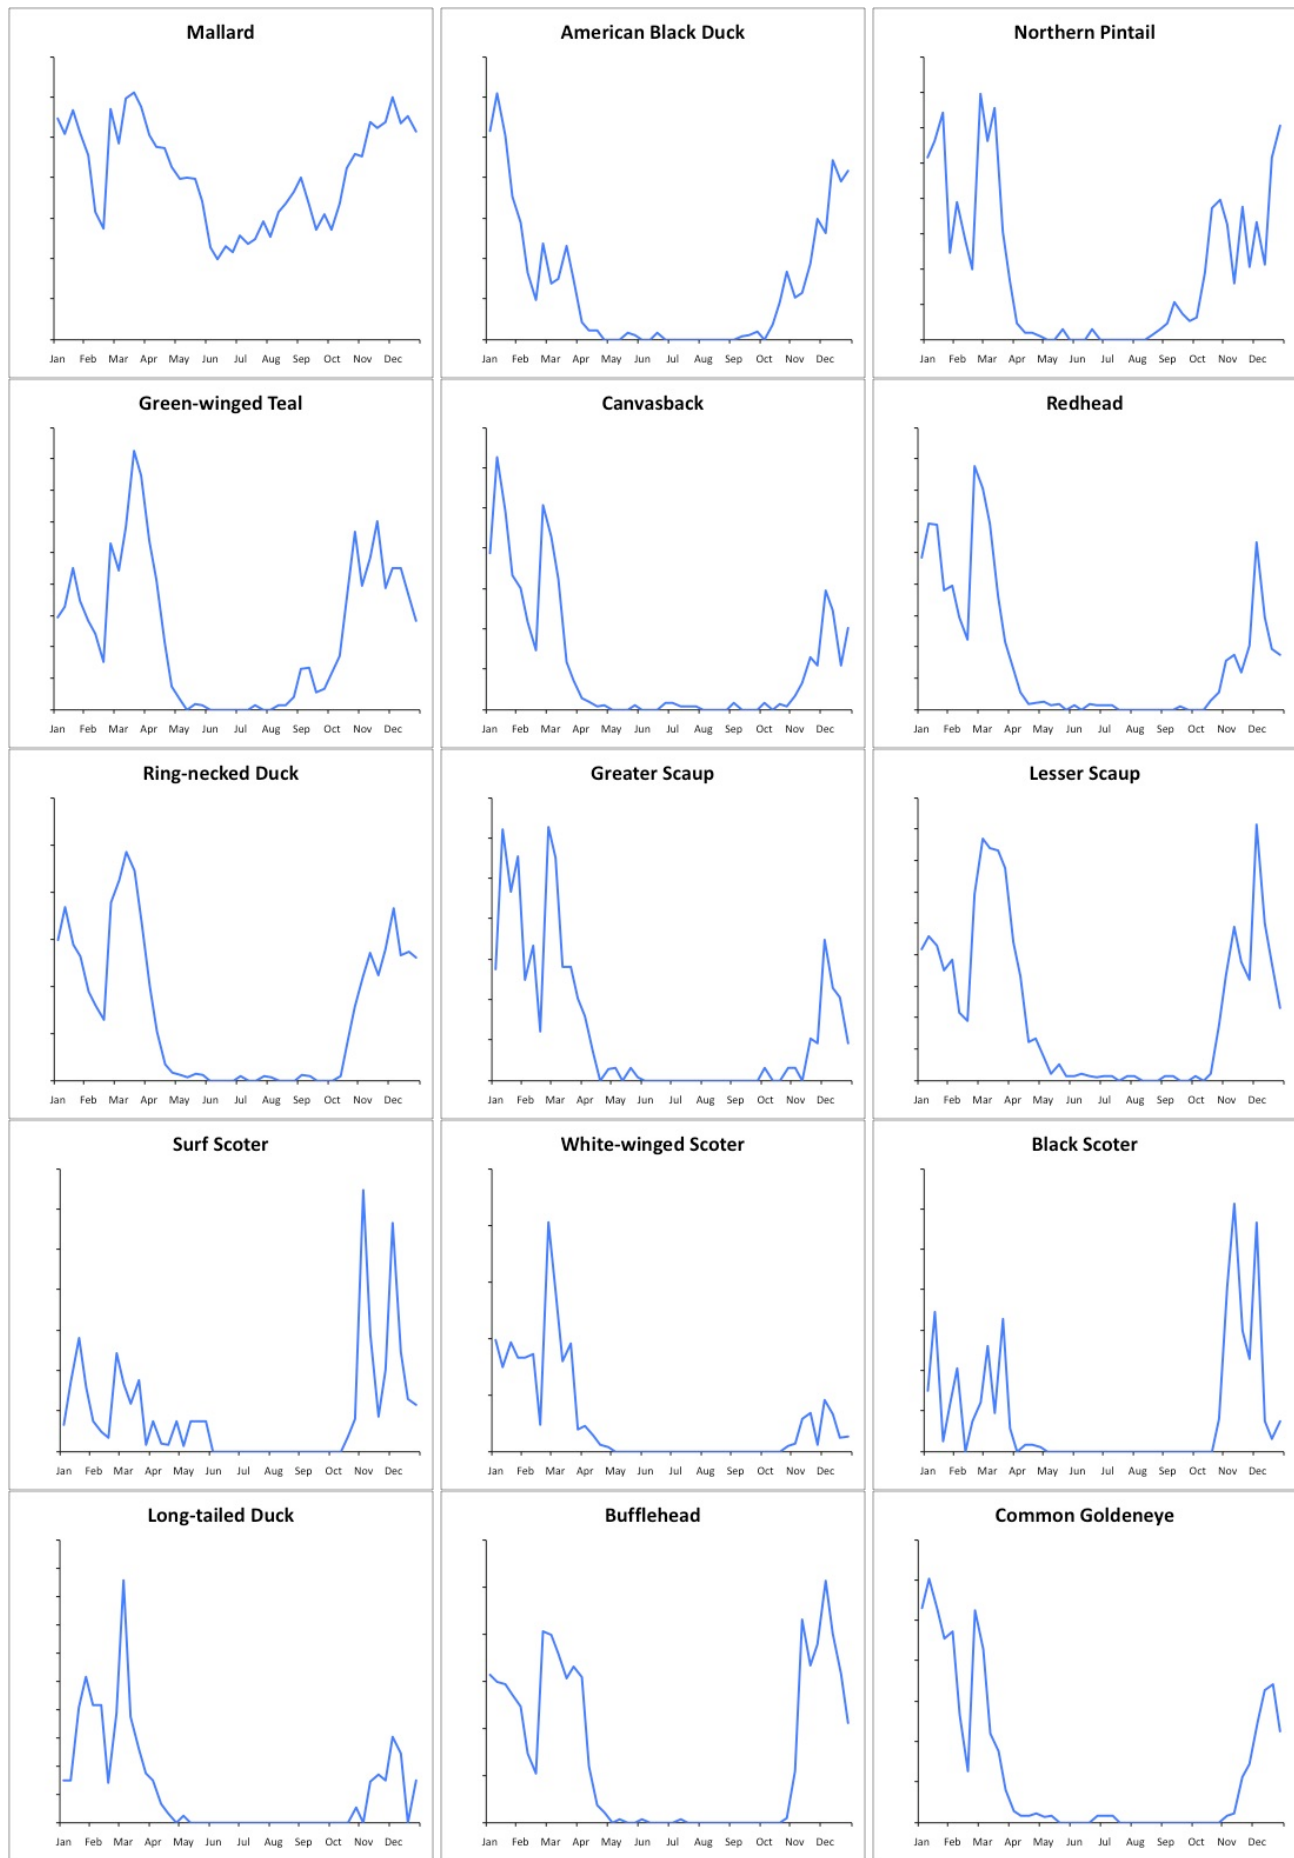 Mallard
American Black Duck
Northern Pintail
Jan Feb Mar Apr May Jun Jul Aug Sep Oct Nov Dec
Jan Feb Mar Apr May Jun Jul Aug Sep Oct Nov Dec
Jan Feb Mar Apr May Jun Jul Aug Sep Oct Nov Dec
Green-winged Teal
Canvasback
Redhead
Jan Feb Mar Apr May Jun Jul Aug Sep Oct Nov Dec
Jan Feb Mar Apr May Jun Jul Aug Sep Oct Nov Dec
Jan Feb Mar Apr May Jun Jul Aug Sep Oct Nov Dec
Ring-necked Duck
Greater Scaup
Lesser Scaup
Jan Feb Mar Apr May Jun Jul Aug Sep Oct Nov Dec
Jan Feb Mar Apr May Jun Jul Aug Sep Oct Nov Dec
Jan Feb Mar Apr May Jun Jul Aug Sep Oct Nov Dec
Surf Scoter
White-winged Scoter
Black Scoter
Jan Feb Mar Apr May Jun Jul Aug Sep Oct Nov Dec
Jan Feb Mar Apr May Jun Jul Aug Sep Oct Nov Dec
Jan Feb Mar Apr May Jun Jul Aug Sep Oct Nov Dec
Long-tailed Duck
Bufflehead
Common Goldeneye
Jan Feb Mar Apr May Jun Jul Aug Sep Oct Nov Dec
Jan Feb Mar Apr May Jun Jul Aug Sep Oct Nov Dec
Jan Feb Mar Apr May Jun Jul Aug Sep Oct Nov Dec